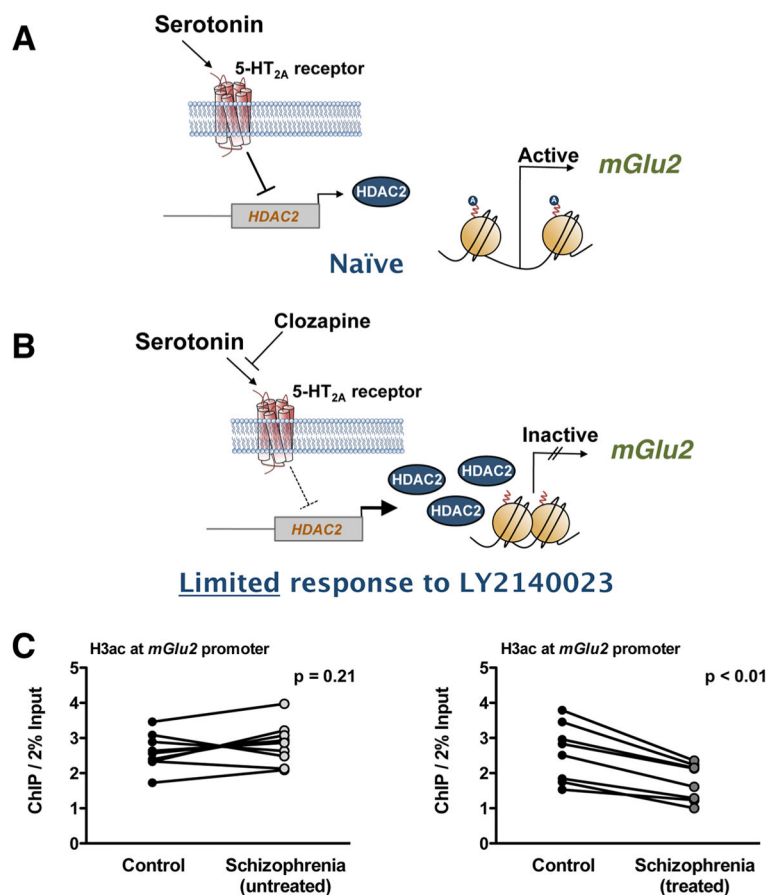 A
Serotonin
5-HT2A receptor
HDAC2
HDAC2
Active
mGlu2
A
A
Naïve
B
Clozapine
Serotonin
5-HT2A receptor
HDAC2
HDAC2
HDAC2
HDAC2
Inactive
mGlu2
Limited response to LY2140023
C
H3ac at mGlu2 promoter
p = 0.21
ChIP / 2% Input
5
4
3
2
1
0
Control
Schizophrenia
(untreated)
H3ac at mGlu2 promoter
p < 0.01
ChIP / 2% Input
5
4
3
2
1
0
Control
Schizophrenia
(treated)